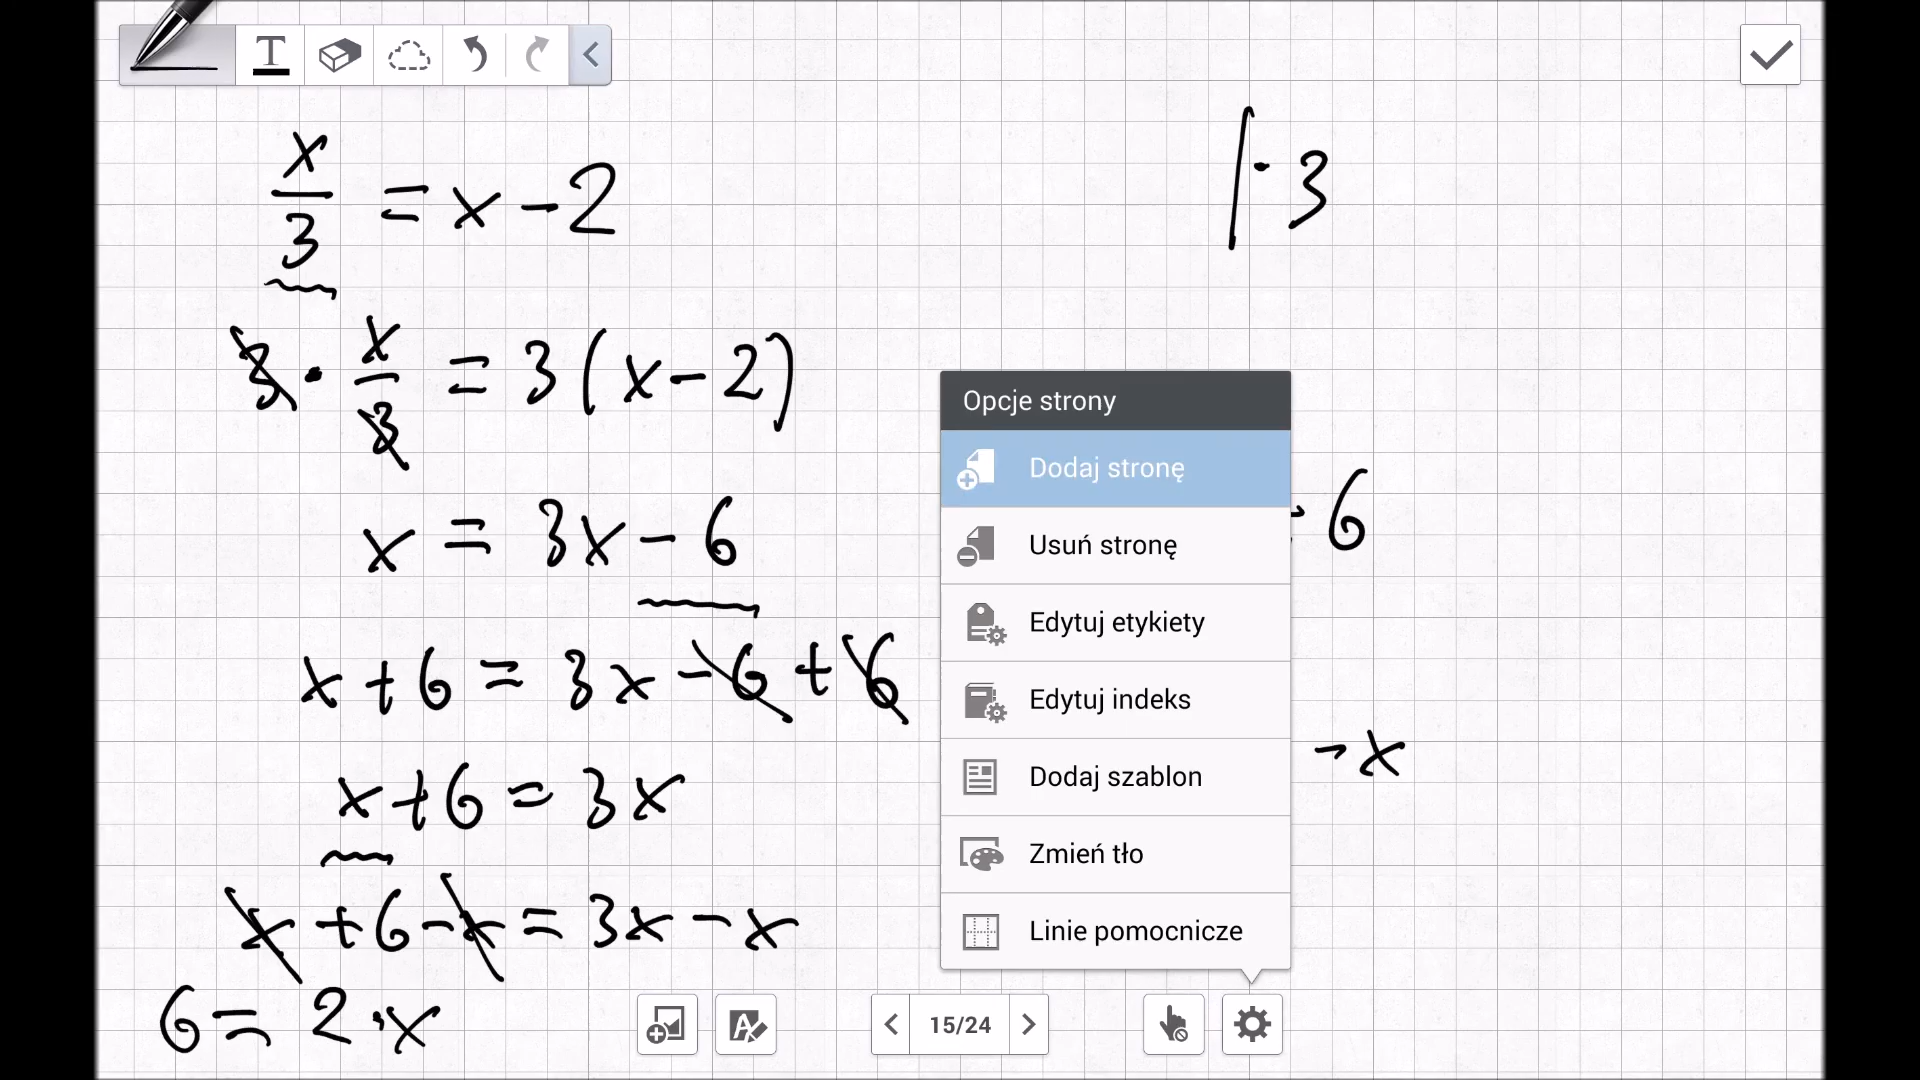 T
x/3 = x - 2 | · 3
3 · x/3 = 3(x - 2)
x = 3x - 6 + 6
x + 6 = 3x - 6 + 6
x + 6 = 3x - x
x + 6 - x = 3x - x
6 = 2 · x
Opcje strony
Dodaj stronę
Usuń stronę
Edytuj etykiety
Edytuj indeks
Dodaj szablon
Zmień tło
Linie pomocnicze
A
15/24